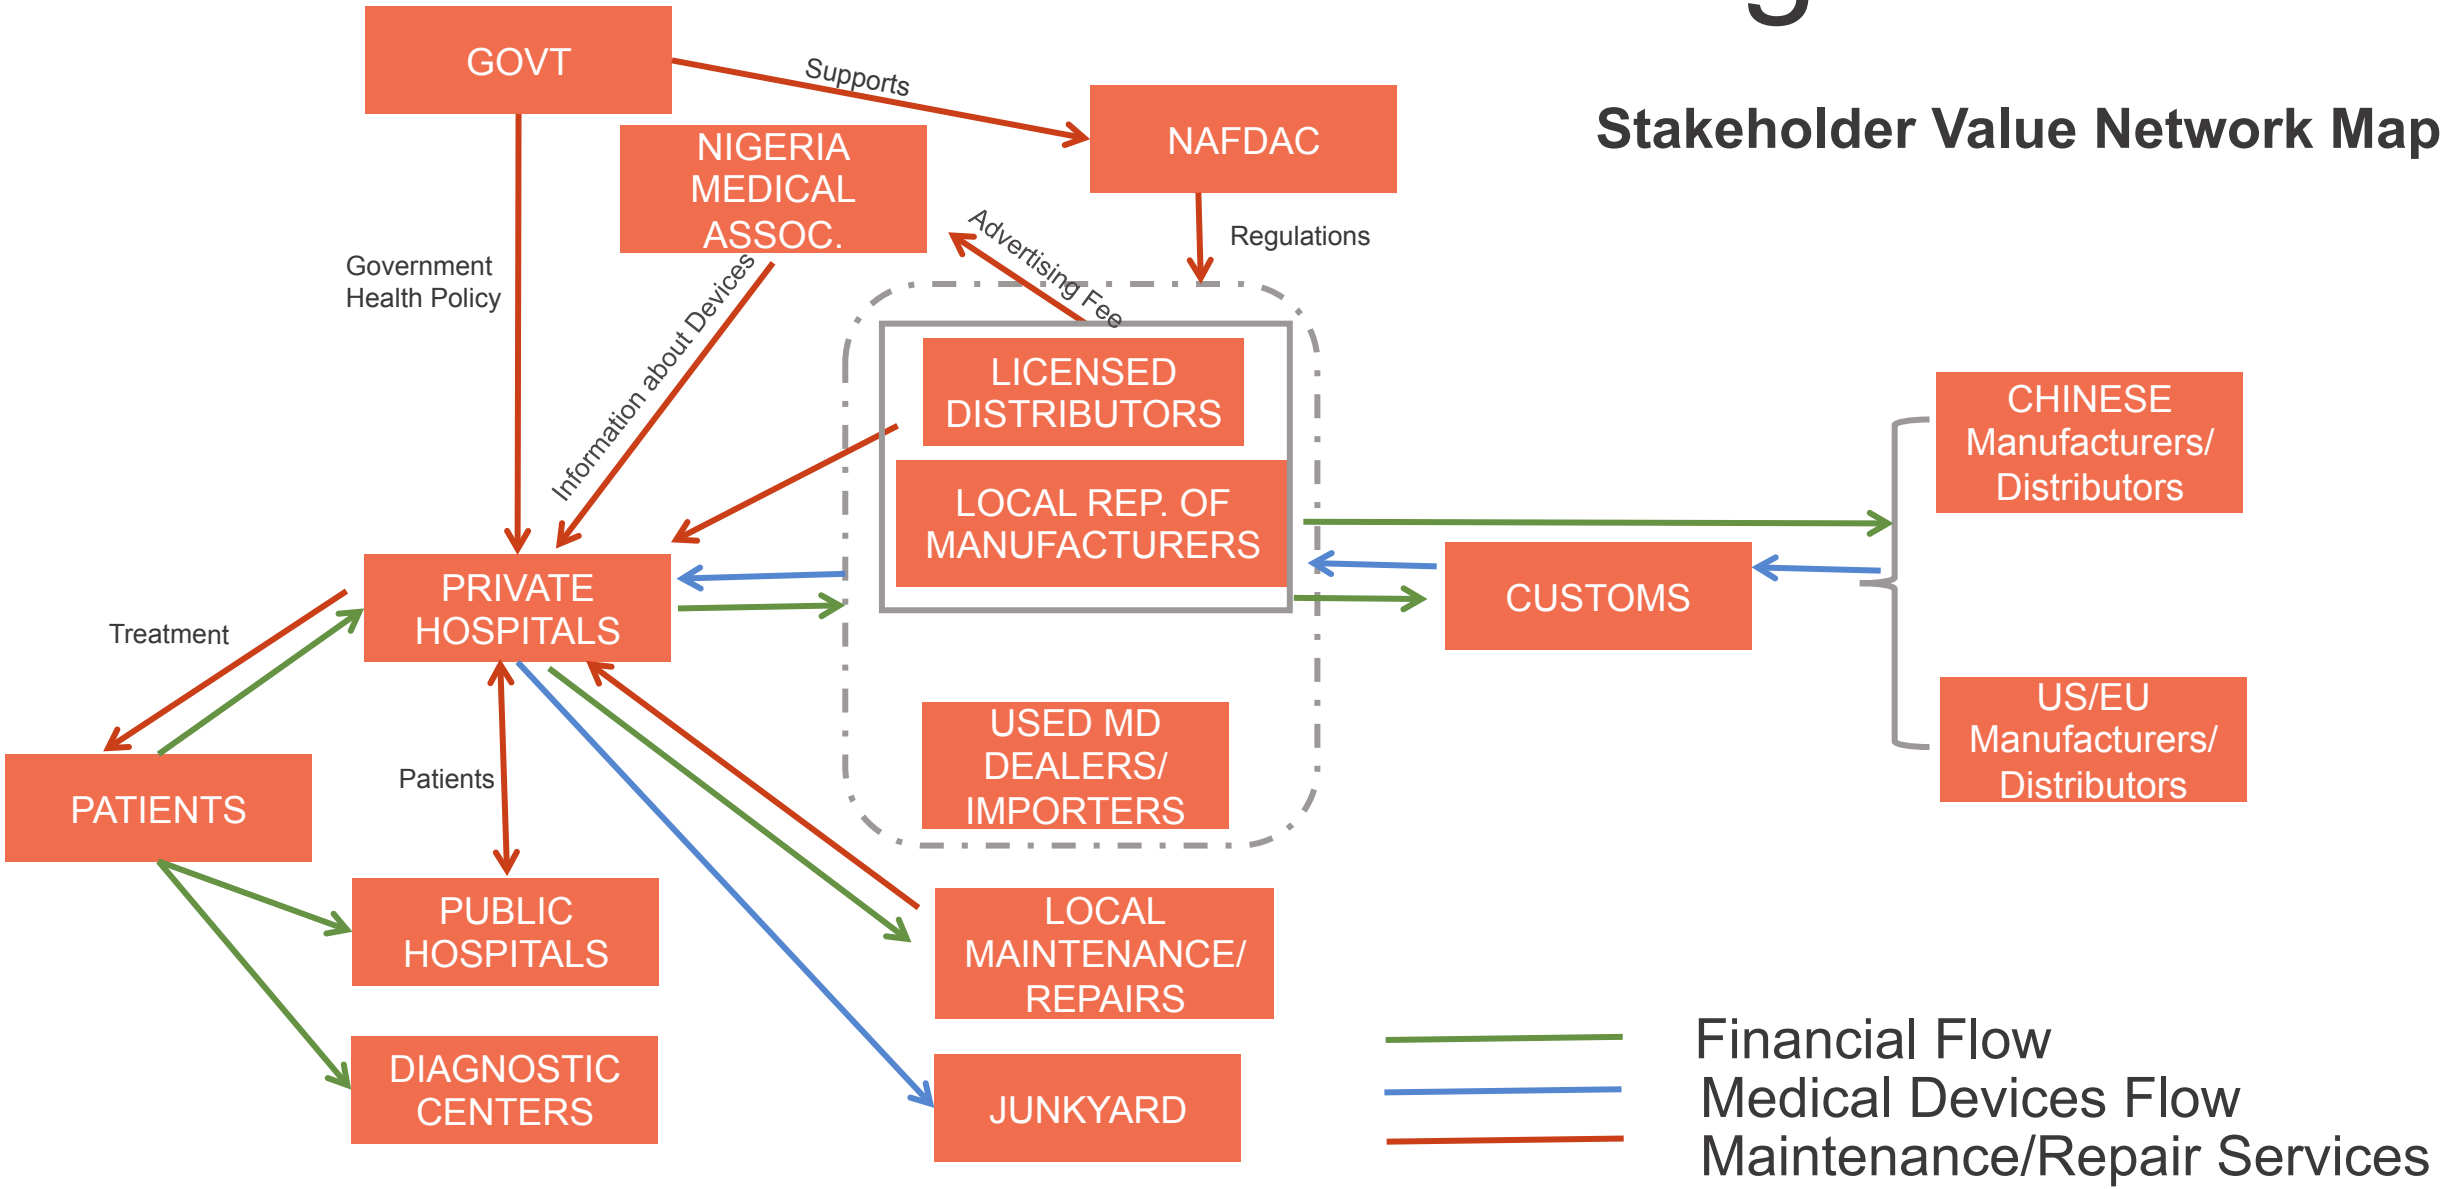 Stakeholder Value Network Map
GOVT
Supports
NAFDAC
NIGERIA
MEDICAL
ASSOC.
Advertising Fee
Regulations
Government
Health Policy
Information about Devices
LICENSED
DISTRIBUTORS
LOCAL REP. OF
MANUFACTURERS
CHINESE
Manufacturers/
Distributors
PRIVATE
HOSPITALS
CUSTOMS
Treatment
US/EU
Manufacturers/
Distributors
USED MD
DEALERS/
IMPORTERS
PATIENTS
Patients
PUBLIC
HOSPITALS
LOCAL
MAINTENANCE/
REPAIRS
DIAGNOSTIC
CENTERS
JUNKYARD
Financial Flow
Medical Devices Flow
Maintenance/Repair Services